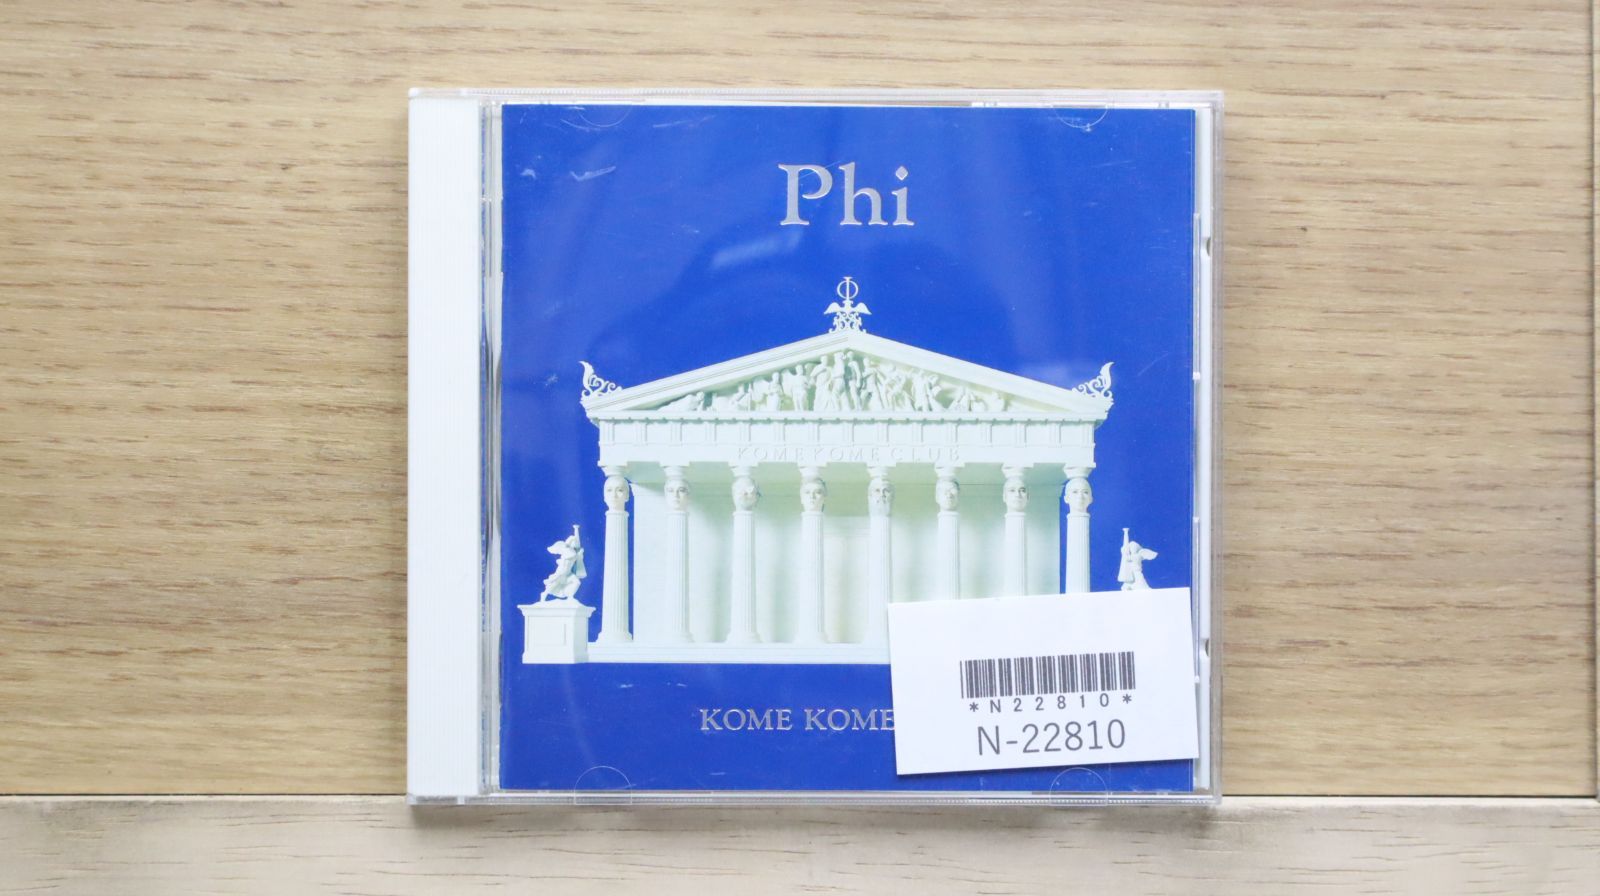 Phi
Φ
KOMEKOMECLUB
KOME KOME
*N22810*
N-22810